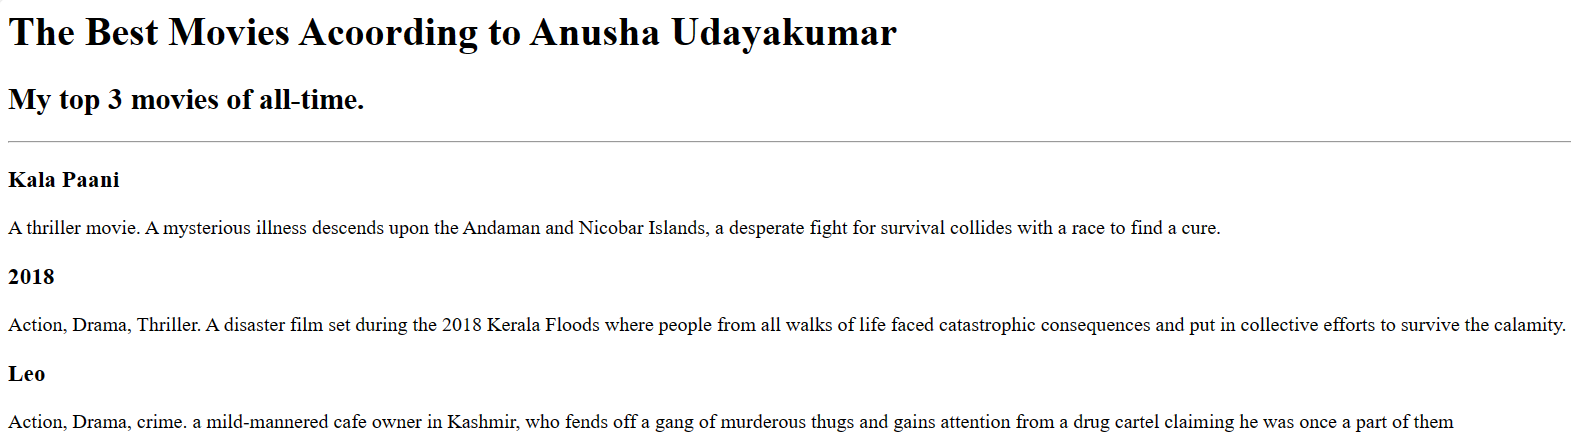 The Best Movies Acoording to Anusha Udayakumar
My top 3 movies of all-time.
Kala Paani
A thriller movie. A mysterious illness descends upon the Andaman and Nicobar Islands, a desperate fight for survival collides with a race to find a cure.
2018
Action, Drama, Thriller. A disaster film set during the 2018 Kerala Floods where people from all walks of life faced catastrophic consequences and put in collective efforts to survive the calamity.
Leo
Action, Drama, crime. a mild-mannered cafe owner in Kashmir, who fends off a gang of murderous thugs and gains attention from a drug cartel claiming he was once a part of them